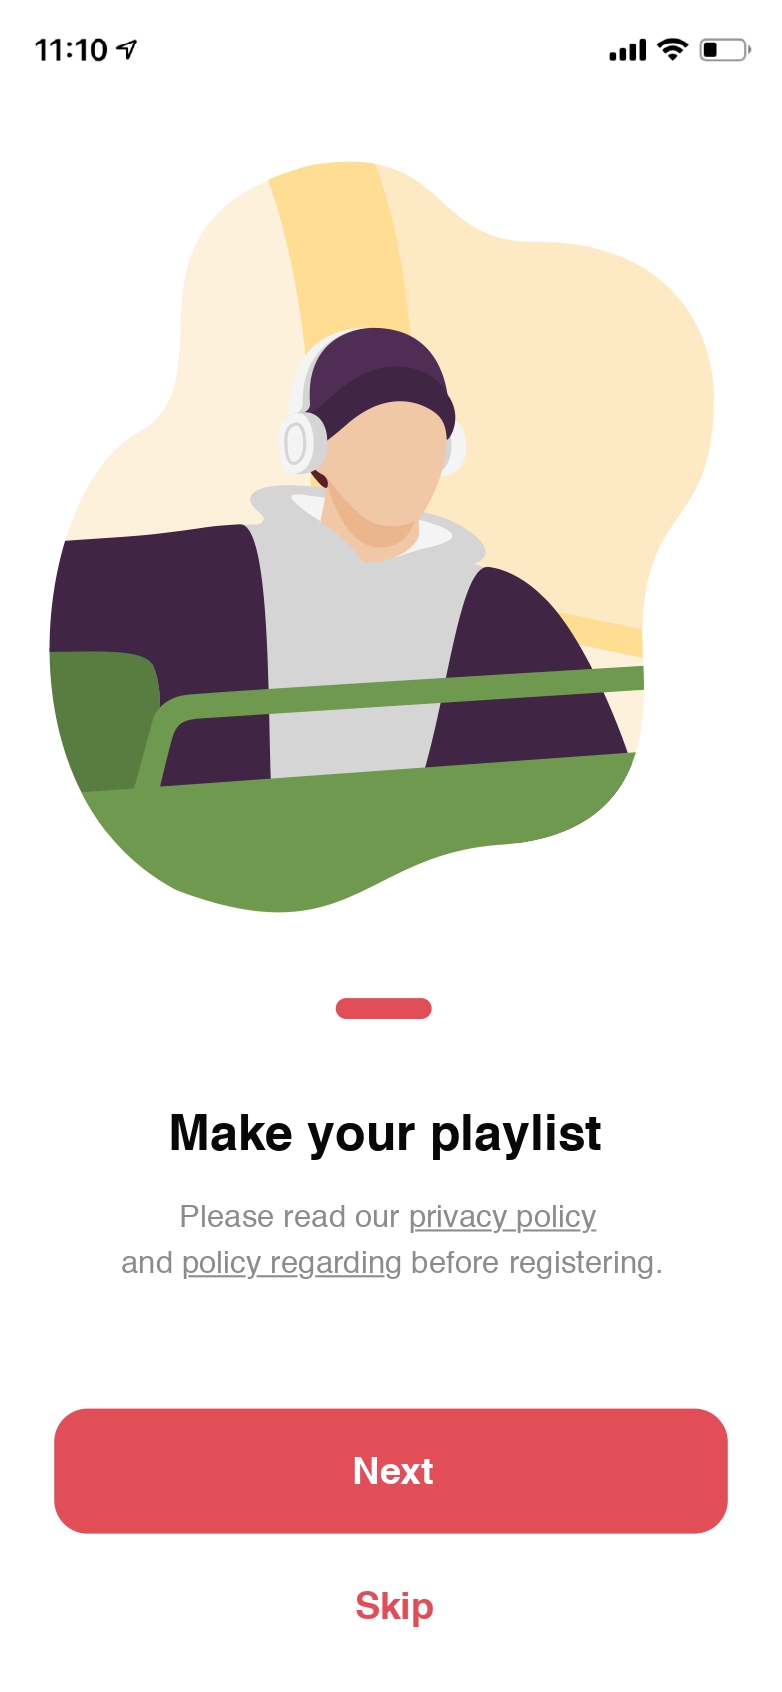 11:10
Make your playlist
Please read our privacy policy
and policy regarding before registering.
Next
Skip